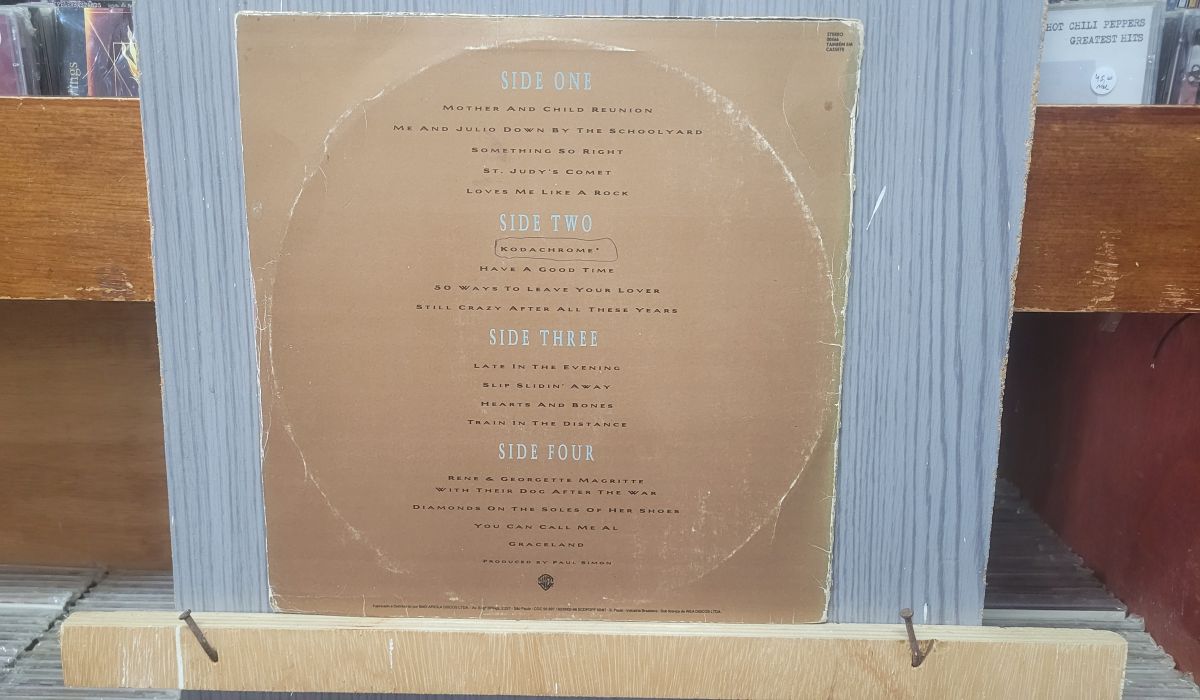 STEREO
TAMBÉM EM
CASSETE
HOT CHILI PEPPERS
GREATEST HITS
SIDE ONE
MOTHER AND CHILD REUNION
ME AND JULIO DOWN BY THE SCHOOLYARD
SOMETHING SO RIGHT
ST. JUDY'S COMET
LOVES ME LIKE A ROCK
SIDE TWO
KODACHROME*
HAVE A GOOD TIME
50 WAYS TO LEAVE YOUR LOVER
STILL CRAZY AFTER ALL THESE YEARS
SIDE THREE
LATE IN THE EVENING
SLIP SLIDIN' AWAY
HEARTS AND BONES
TRAIN IN THE DISTANCE
SIDE FOUR
RENE & GEORGETTE MAGRITTE
WITH THEIR DOG AFTER THE WAR
DIAMONDS ON THE SOLES OF HER SHOES
YOU CAN CALL ME AL
GRACELAND
PRODUCED BY PAUL SIMON